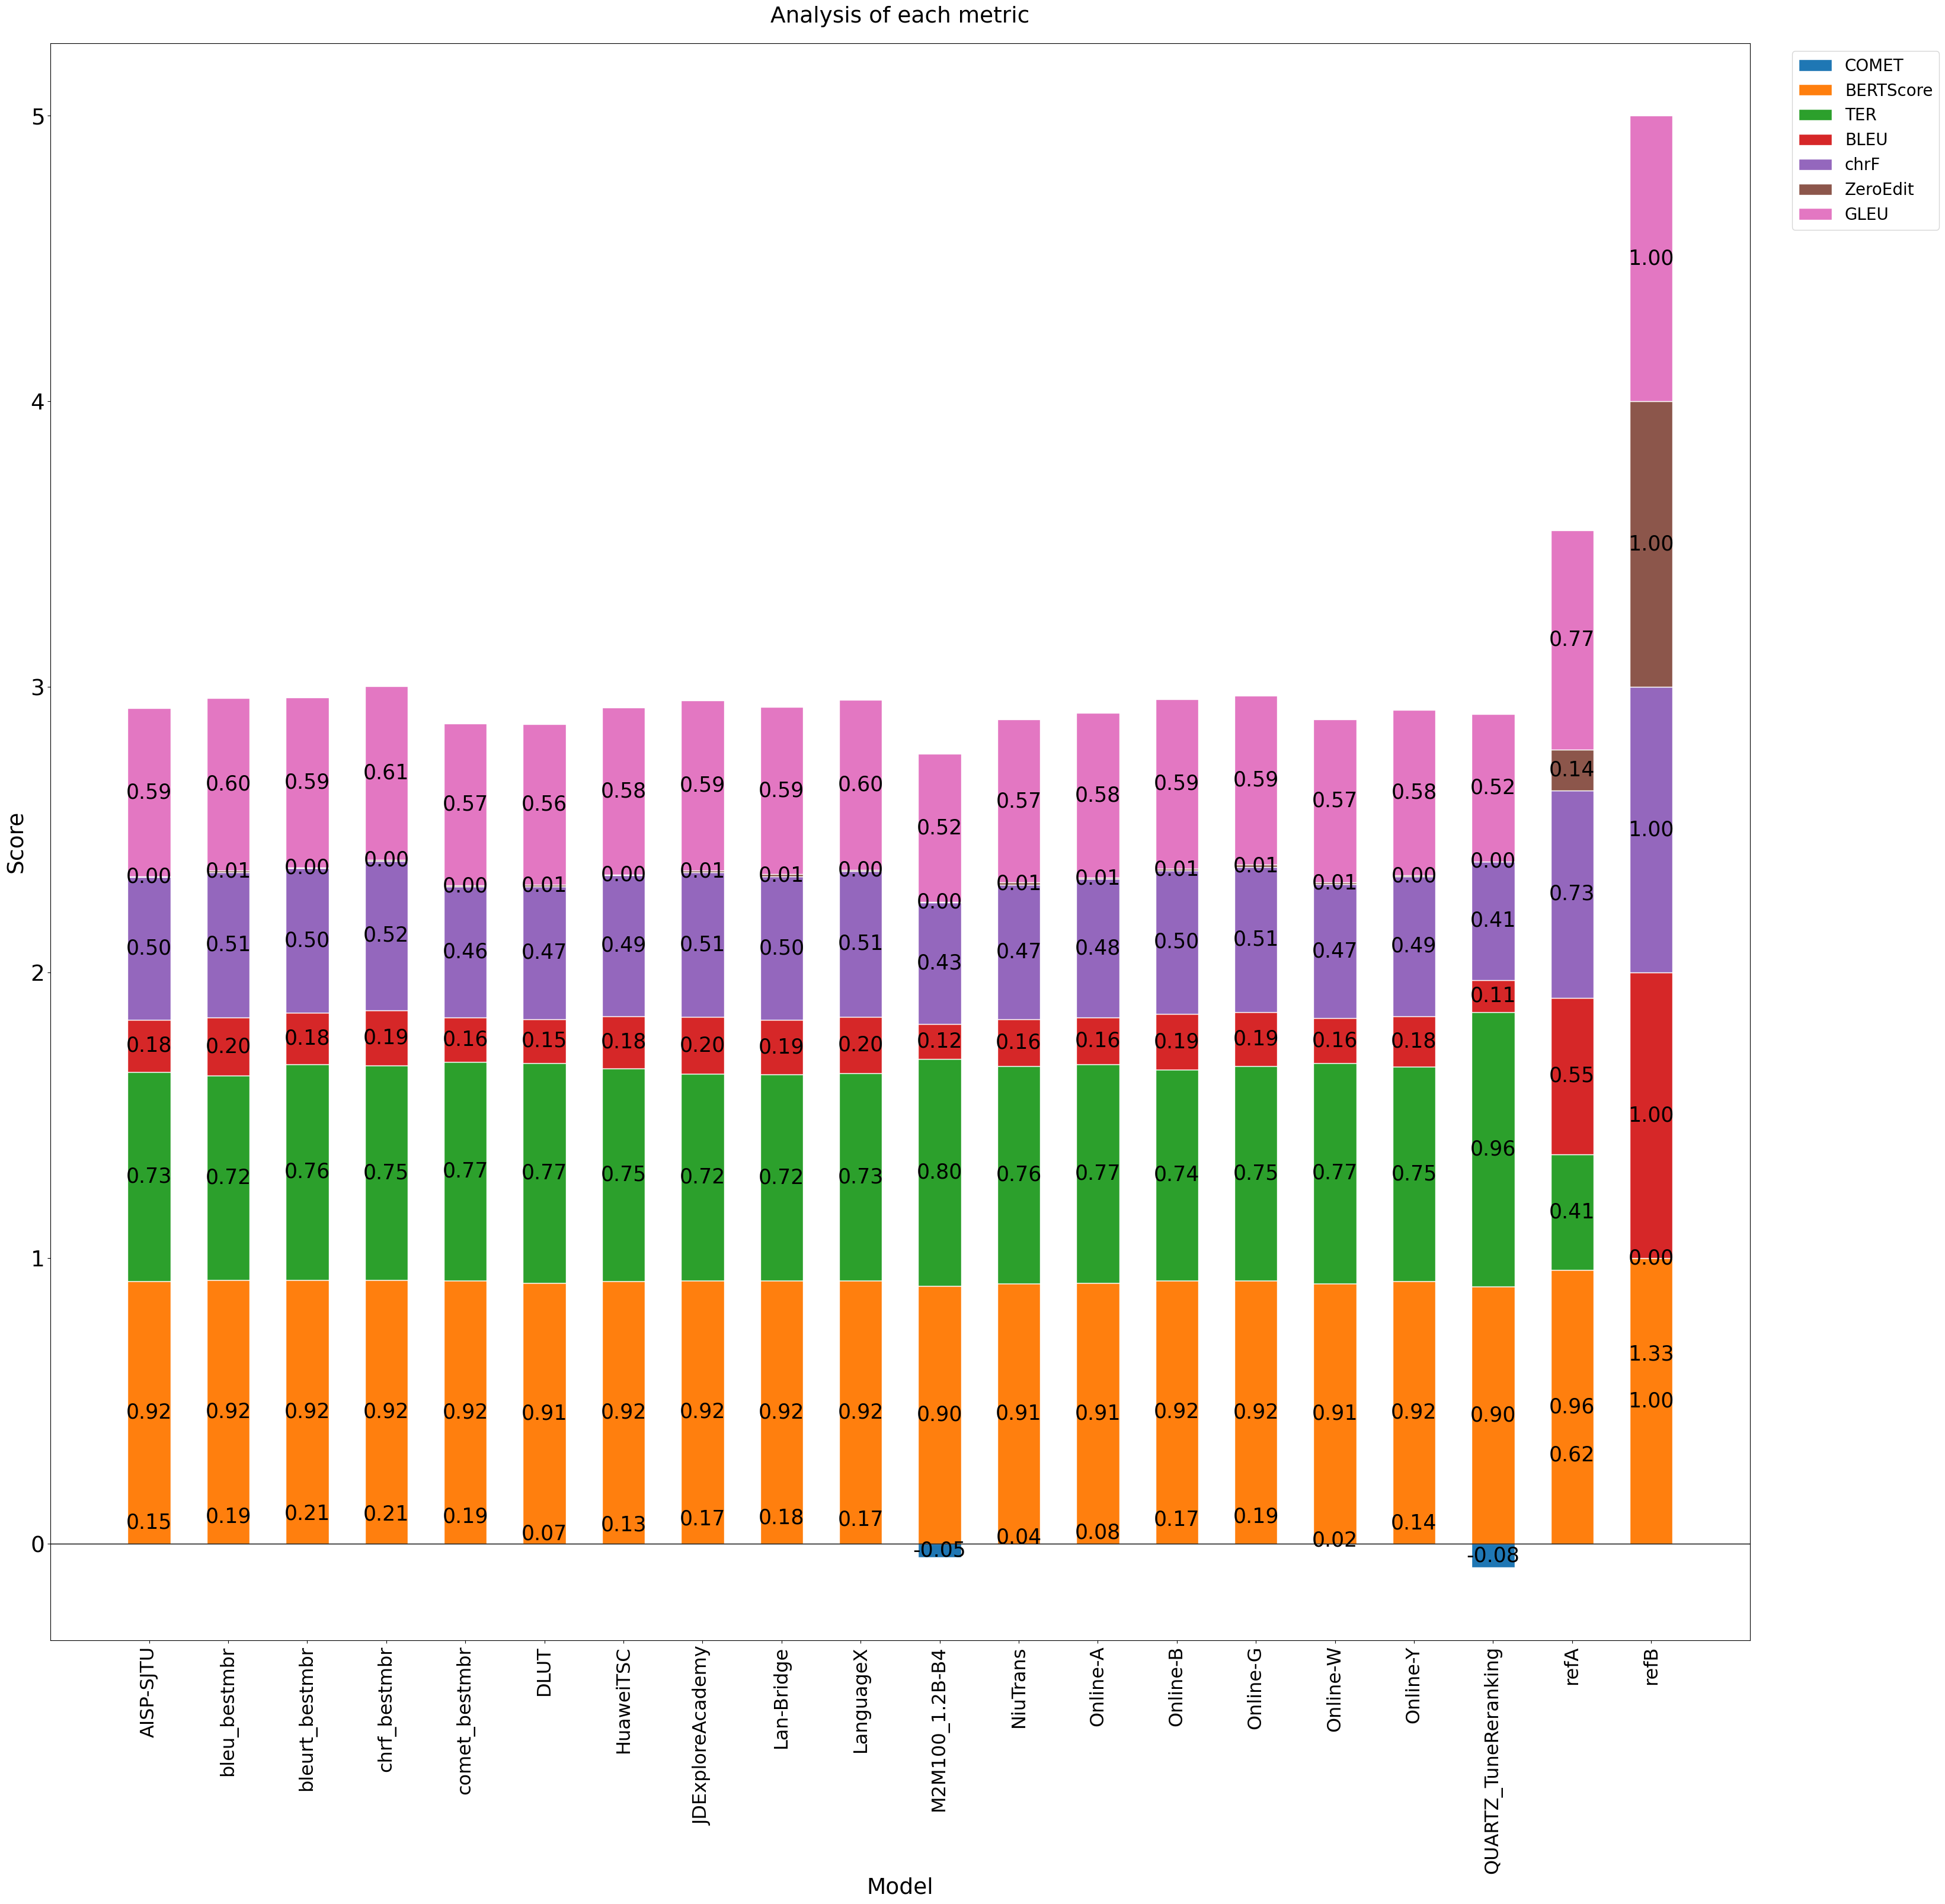 Analysis of each metric
COMET
BERTScore
TER
BLEU
chrF
ZeroEdit
GLEU
Score
5
4
3
2
1
0
0.59 0.60 0.59 0.61 0.57 0.56 0.58 0.59 0.59 0.60 0.52 0.57 0.58 0.59 0.59 0.57 0.58 0.52 0.77 1.00
0.00 0.01 0.00 0.00 0.00 0.01 0.00 0.01 0.01 0.00 0.00 0.01 0.01 0.01 0.01 0.01 0.00 0.00 0.14 1.00
0.50 0.51 0.50 0.52 0.46 0.47 0.49 0.51 0.50 0.51 0.43 0.47 0.48 0.50 0.51 0.47 0.49 0.41 0.73 1.00
0.18 0.20 0.18 0.19 0.16 0.15 0.18 0.20 0.19 0.20 0.12 0.16 0.16 0.19 0.19 0.16 0.18 0.11 0.55 1.00
0.73 0.72 0.76 0.75 0.77 0.77 0.75 0.72 0.72 0.73 0.80 0.76 0.77 0.74 0.75 0.77 0.75 0.96 0.41 0.00
0.92 0.92 0.92 0.92 0.92 0.91 0.92 0.92 0.92 0.92 0.90 0.91 0.91 0.92 0.92 0.91 0.92 0.90 0.96 1.00
0.15 0.19 0.21 0.21 0.19 0.07 0.13 0.17 0.18 0.17 -0.05 0.04 0.08 0.17 0.19 0.02 0.14 -0.08 0.62 1.33
AISP-SJTU
bleu_bestmbr
bleurt_bestmbr
chrf_bestmbr
comet_bestmbr
DLUT
HuaweiTSC
JDExploreAcademy
Lan-Bridge
LanguageX
M2M100_1.2B-B4
NiuTrans
Online-A
Online-B
Online-G
Online-W
Online-Y
QUARTZ_TuneReranking
refA
refB
Model